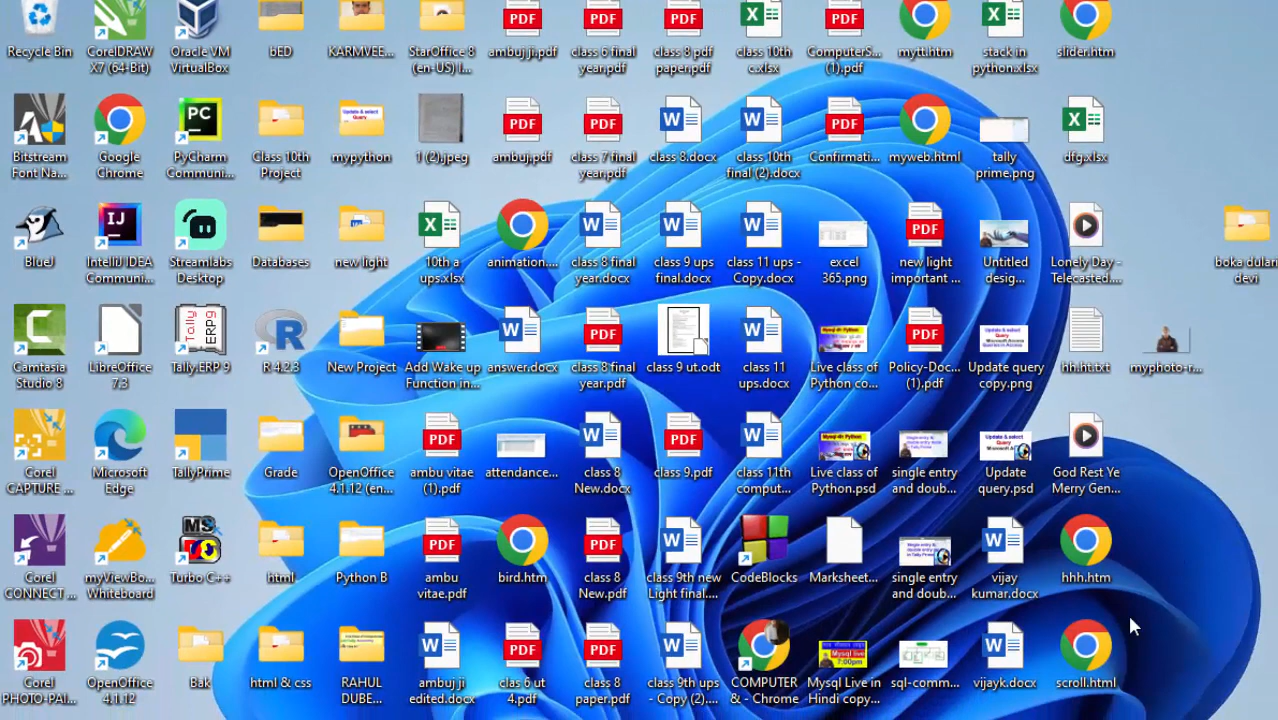 Recycle Bin
CorelDRAW
X7 (64-Bit)
Oracle VM
VirtualBox
bED
KARMVEE...
StarOffice 8
(en-US) I...
ambuj ji.pdf
class 6 final
year.pdf
class 8 pdf
paper.pdf
class 10th
c.xlsx
ComputerS...
(1).pdf
mytt.htm
stack in
python.xlsx
slider.htm
Bitstream
Font Na...
Google
Chrome
PyCharm
Communi...
Class 10th
Project
mypython
1 (2).jpeg
ambuj.pdf
class 7 final
year.pdf
class 8.docx
class 10th
final (2).docx
Confirmati...
myweb.html
tally
prime.png
dfg.xlsx
BlueJ
IntelliJ IDEA
Communi...
Streamlabs
Desktop
Databases
new light
10th a
ups.xlsx
animation....
class 8 final
year.docx
class 9 ups
final.docx
class 11 ups -
Copy.docx
excel
365.png
new light
important ...
Untitled
desig...
Lonely Day -
Telecasted....
boka dulari
devi
Camtasia
Studio 8
LibreOffice
7.3
Tally.ERP 9
R 4.2.3
New Project
Add Wake up
Function in...
answer.docx
class 8 final
year.pdf
class 9 ut.odt
class 11
ups.docx
Live class of
Python co...
Policy-Doc...
(1).pdf
Update query
copy.png
hh.ht.txt
myphoto-r...
Corel
CAPTURE ...
Microsoft
Edge
TallyPrime
Grade
OpenOffice
4.1.12 (en...
ambu vitae
(1).pdf
attendance...
class 8
New.docx
class 9.pdf
class 11th
comput...
Live class of
Python.psd
single entry
and doub...
Update
query.psd
God Rest Ye
Merry Gen...
Corel
CONNECT ...
myViewBo...
Whiteboard
Turbo C++
html
Python B
ambu
vitae.pdf
bird.htm
class 8
New.pdf
class 9th new
Light final....
CodeBlocks
Marksheet...
single entry
and doub...
vijay
kumar.docx
hhh.htm
Corel
PHOTO-PAI...
OpenOffice
4.1.12
Bak
html & css
RAHUL
DUBE...
ambuj ji
edited.docx
clas 6 ut
4.pdf
class 8
paper.pdf
class 9th ups
- Copy (2)....
COMPUTER
& - Chrome
Mysql Live in
Hindi copy...
sql-comm...
vijayk.docx
scroll.html